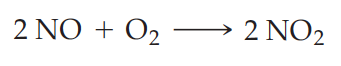 2 NO + O₂ ⟶ 2 NO₂